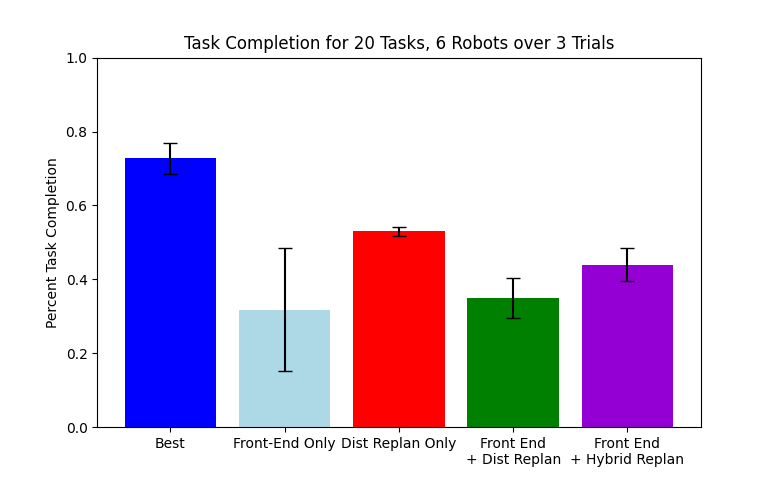 Task Completion for 20 Tasks, 6 Robots over 3 Trials
Percent Task Completion
1.0
0.8
0.6
0.4
0.2
0.0
Best
Front-End Only
Dist Replan Only
Front End
+ Dist Replan
Front End
+ Hybrid Replan